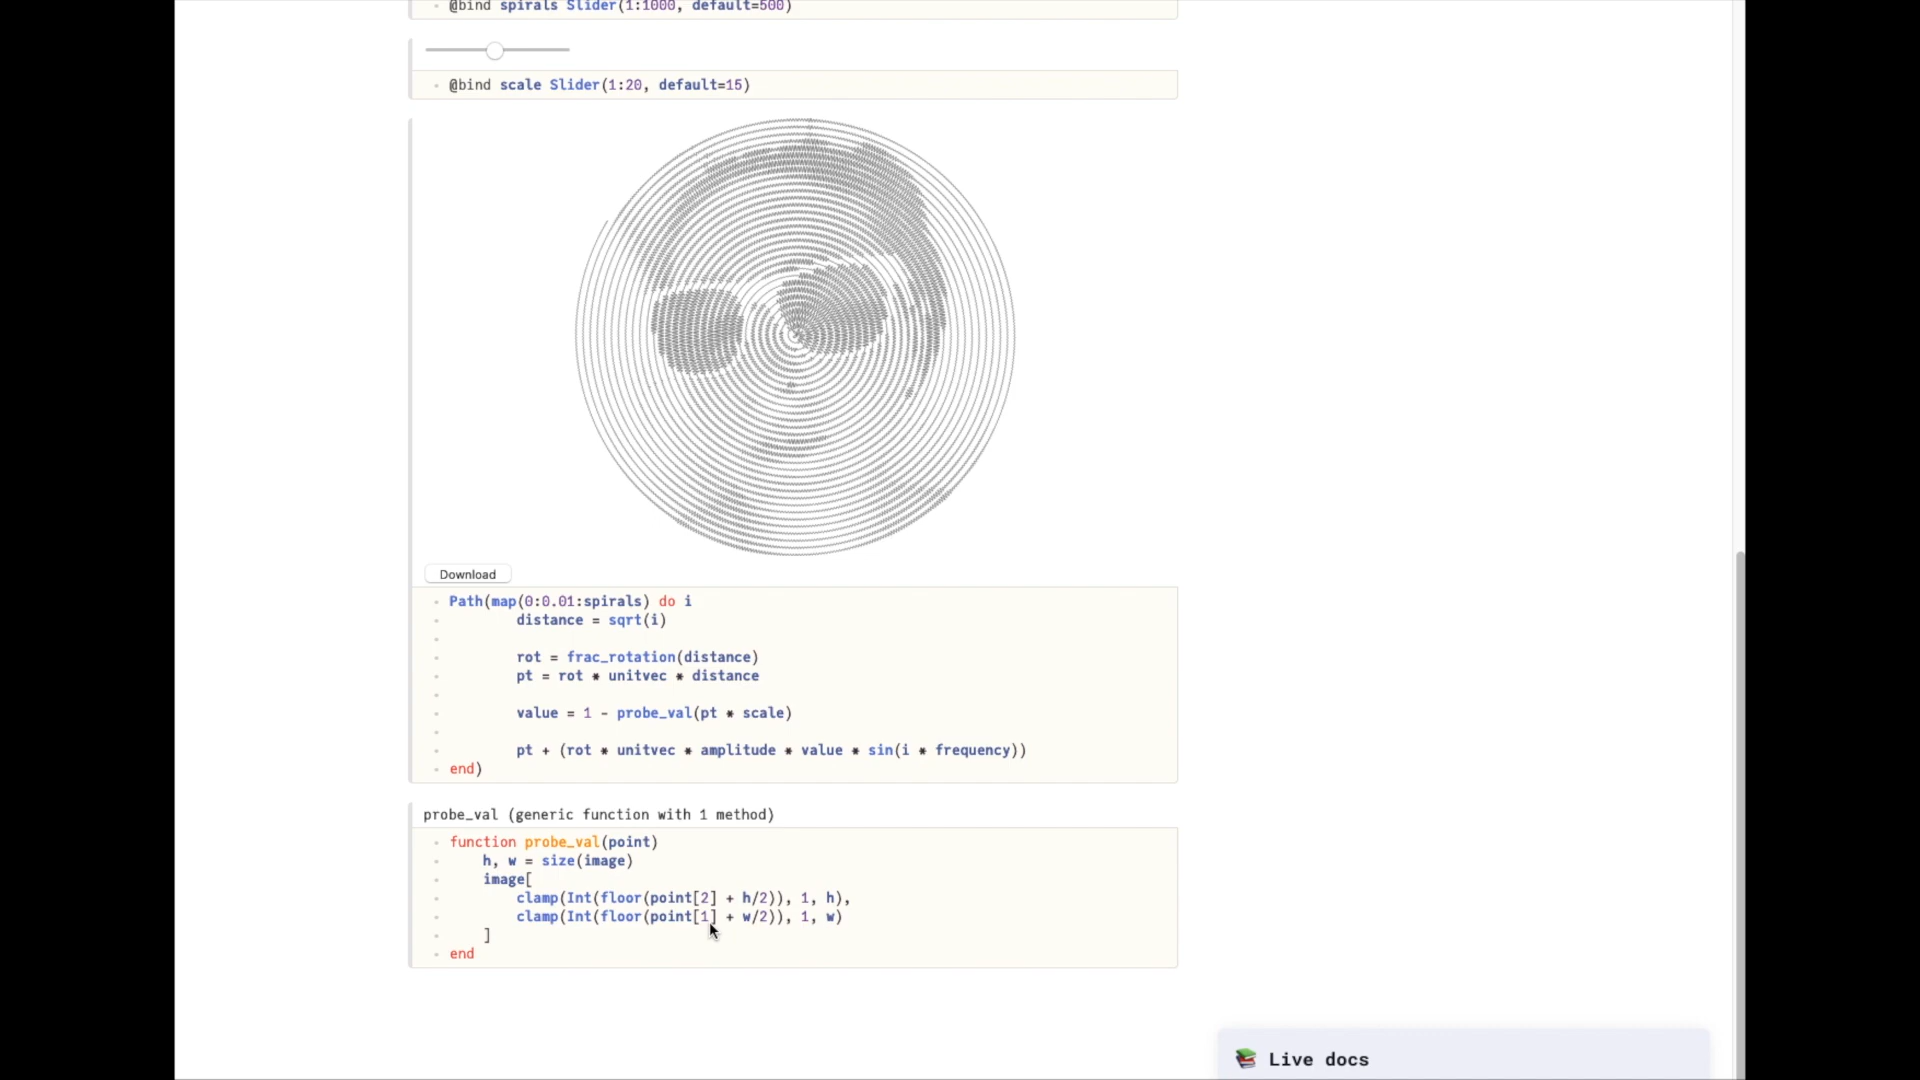 @bind spirals Slider(1:1000, default=500)
@bind scale Slider(1:20, default=15)
Download
Path(map(0:0.01:spirals) do i
distance = sqrt(i)
rot = frac_rotation(distance)
pt = rot * unitvec * distance
value = 1 - probe_val(pt * scale)
pt + (rot * unitvec * amplitude * value * sin(i * frequency))
end)
probe_val (generic function with 1 method)
function probe_val(point)
h, w = size(image)
image[
clamp(Int(floor(point[2] + h/2)), 1, h),
clamp(Int(floor(point[1] + w/2)), 1, w)
]
end
📚 Live docs